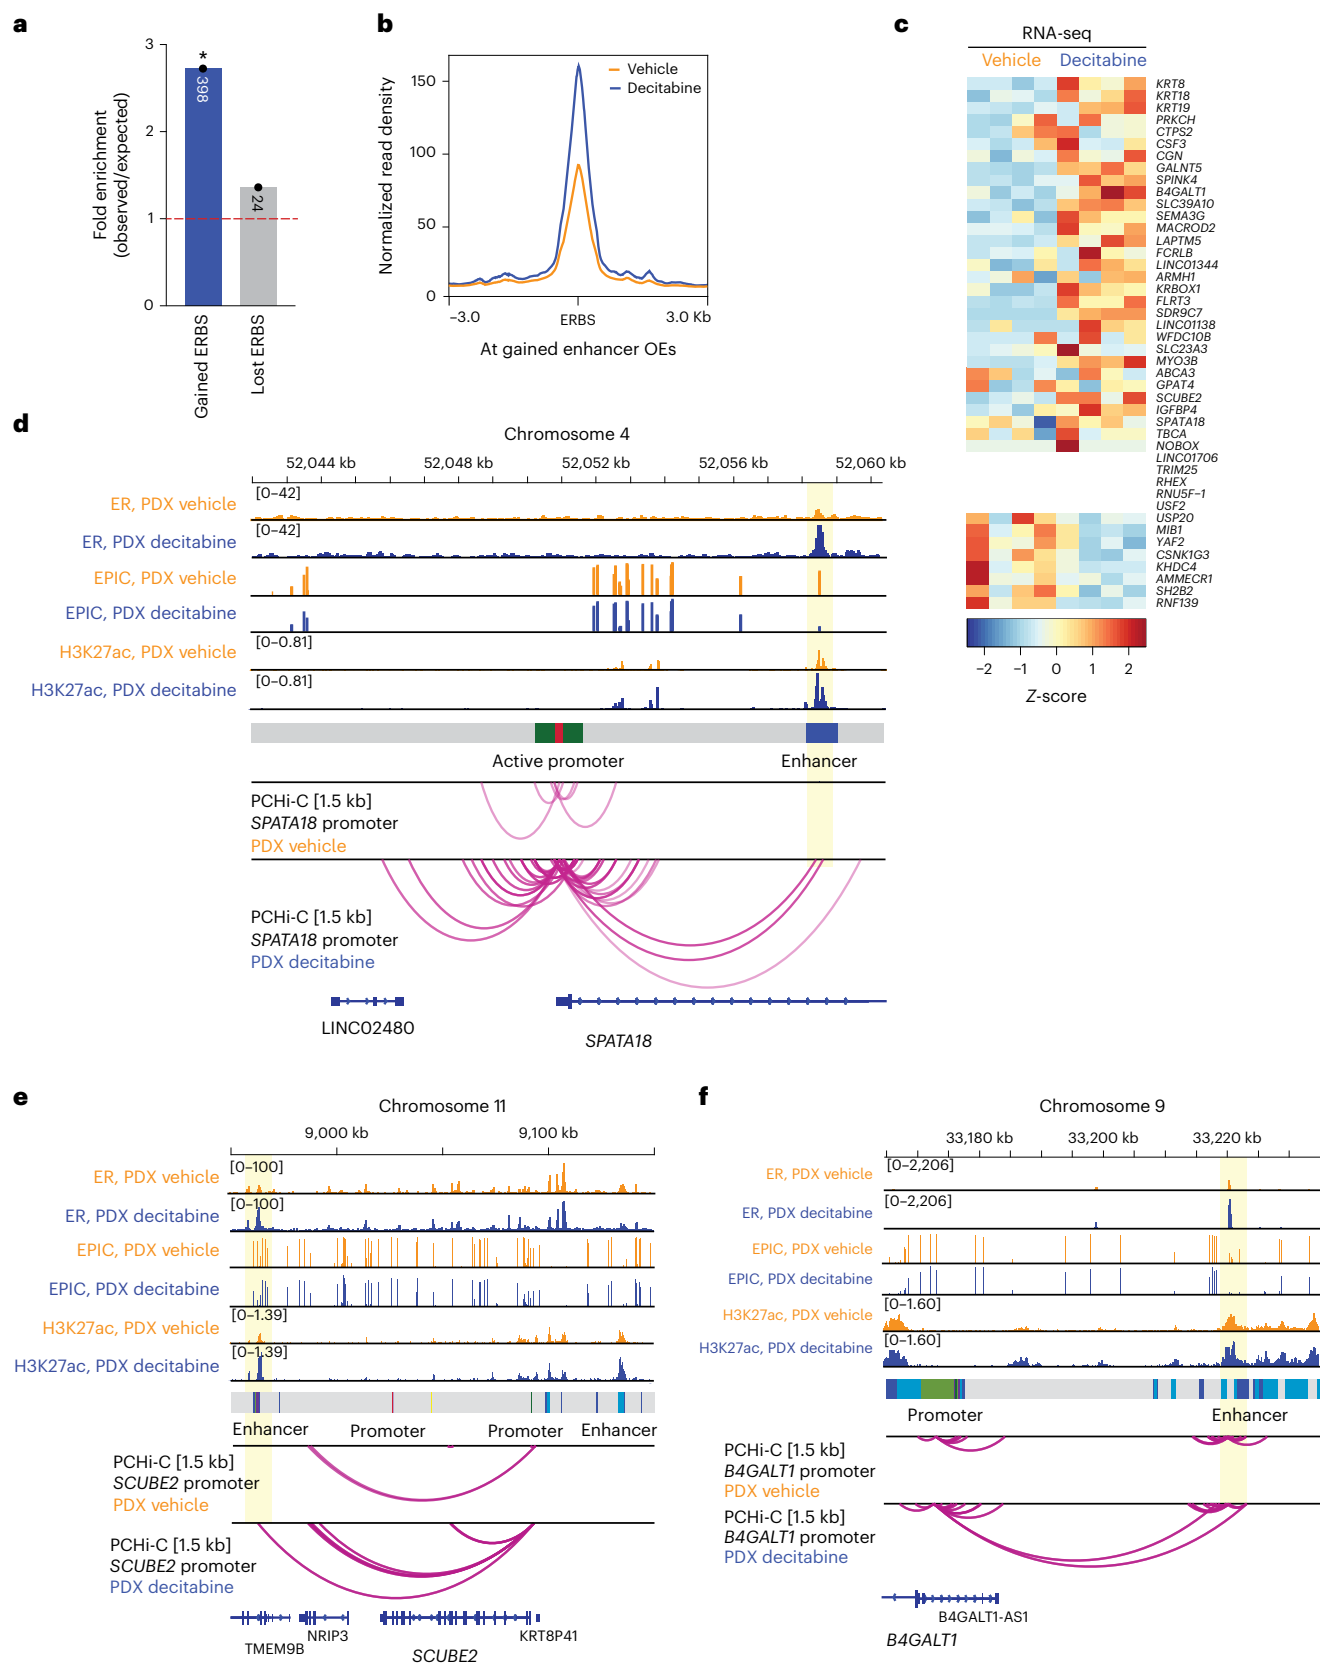 a
3
2
1
0
Fold enrichment
(observed/expected)
*
398
24
Gained ERBS
Lost ERBS
b
Normalized read density
150
100
50
0
Vehicle
Decitabine
–3.0
ERBS
3.0 Kb
At gained enhancer OEs
c
RNA-seq
Vehicle
Decitabine
KRT8
KRT18
KRT19
PRKCH
CTPS2
CSF3
CGN
GALNT5
SPINK4
B4GALT1
SLC39A10
SEMA3G
MACROD2
LAPTM5
FCRLB
LINC01344
ARMH1
KRBOX1
FLRT3
SDR9C7
LINC01138
WFDC10B
SLC23A3
MYO3B
ABCA3
GPAT4
SCUBE2
IGFBP4
SPATA18
TBCA
NOBOX
LINC01706
TRIM25
RHEX
RNU5F–1
USF2
USP20
MIB1
YAF2
CSNK1G3
KHDC4
AMMECR1
SH2B2
RNF139
–2 –1 0 1 2
Z-score
d
Chromosome 4
52,044 kb 52,048 kb 52,052 kb 52,056 kb 52,060 kb
ER, PDX vehicle [0–42]
ER, PDX decitabine [0–42]
EPIC, PDX vehicle
EPIC, PDX decitabine
H3K27ac, PDX vehicle [0–0.81]
H3K27ac, PDX decitabine [0–0.81]
Active promoter Enhancer
PCHi-C [1.5 kb]
SPATA18 promoter
PDX vehicle
PCHi-C [1.5 kb]
SPATA18 promoter
PDX decitabine
LINC02480
SPATA18
e
Chromosome 11
9,000 kb 9,100 kb
ER, PDX vehicle [0–100]
ER, PDX decitabine [0–100]
EPIC, PDX vehicle
EPIC, PDX decitabine
H3K27ac, PDX vehicle [0–1.39]
H3K27ac, PDX decitabine [0–1.39]
Enhancer Promoter Promoter Enhancer
PCHi-C [1.5 kb]
SCUBE2 promoter
PDX vehicle
PCHi-C [1.5 kb]
SCUBE2 promoter
PDX decitabine
TMEM9B
NRIP3
SCUBE2
KRT8P41
f
Chromosome 9
33,180 kb 33,200 kb 33,220 kb
ER, PDX vehicle [0–2,206]
ER, PDX decitabine [0–2,206]
EPIC, PDX vehicle
EPIC, PDX decitabine
H3K27ac, PDX vehicle [0–1.60]
H3K27ac, PDX decitabine [0–1.60]
Promoter Enhancer
PCHi-C [1.5 kb]
B4GALT1 promoter
PDX vehicle
PCHi-C [1.5 kb]
B4GALT1 promoter
PDX decitabine
B4GALT1-AS1
B4GALT1